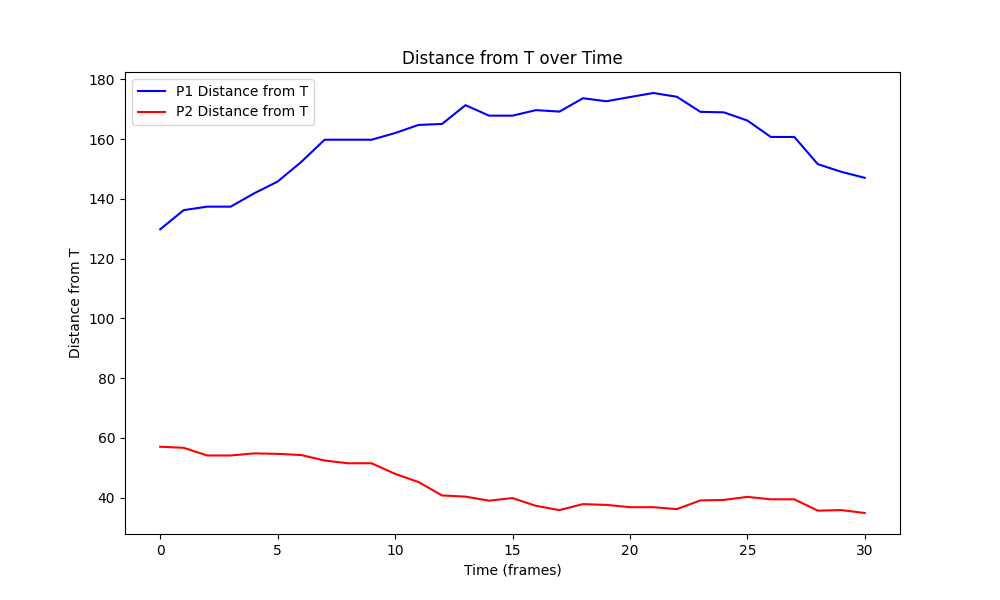 Distance from T over Time
P1 Distance from T
P2 Distance from T
Distance from T
180
160
140
120
100
80
60
40
0 5 10 15 20 25 30
Time (frames)